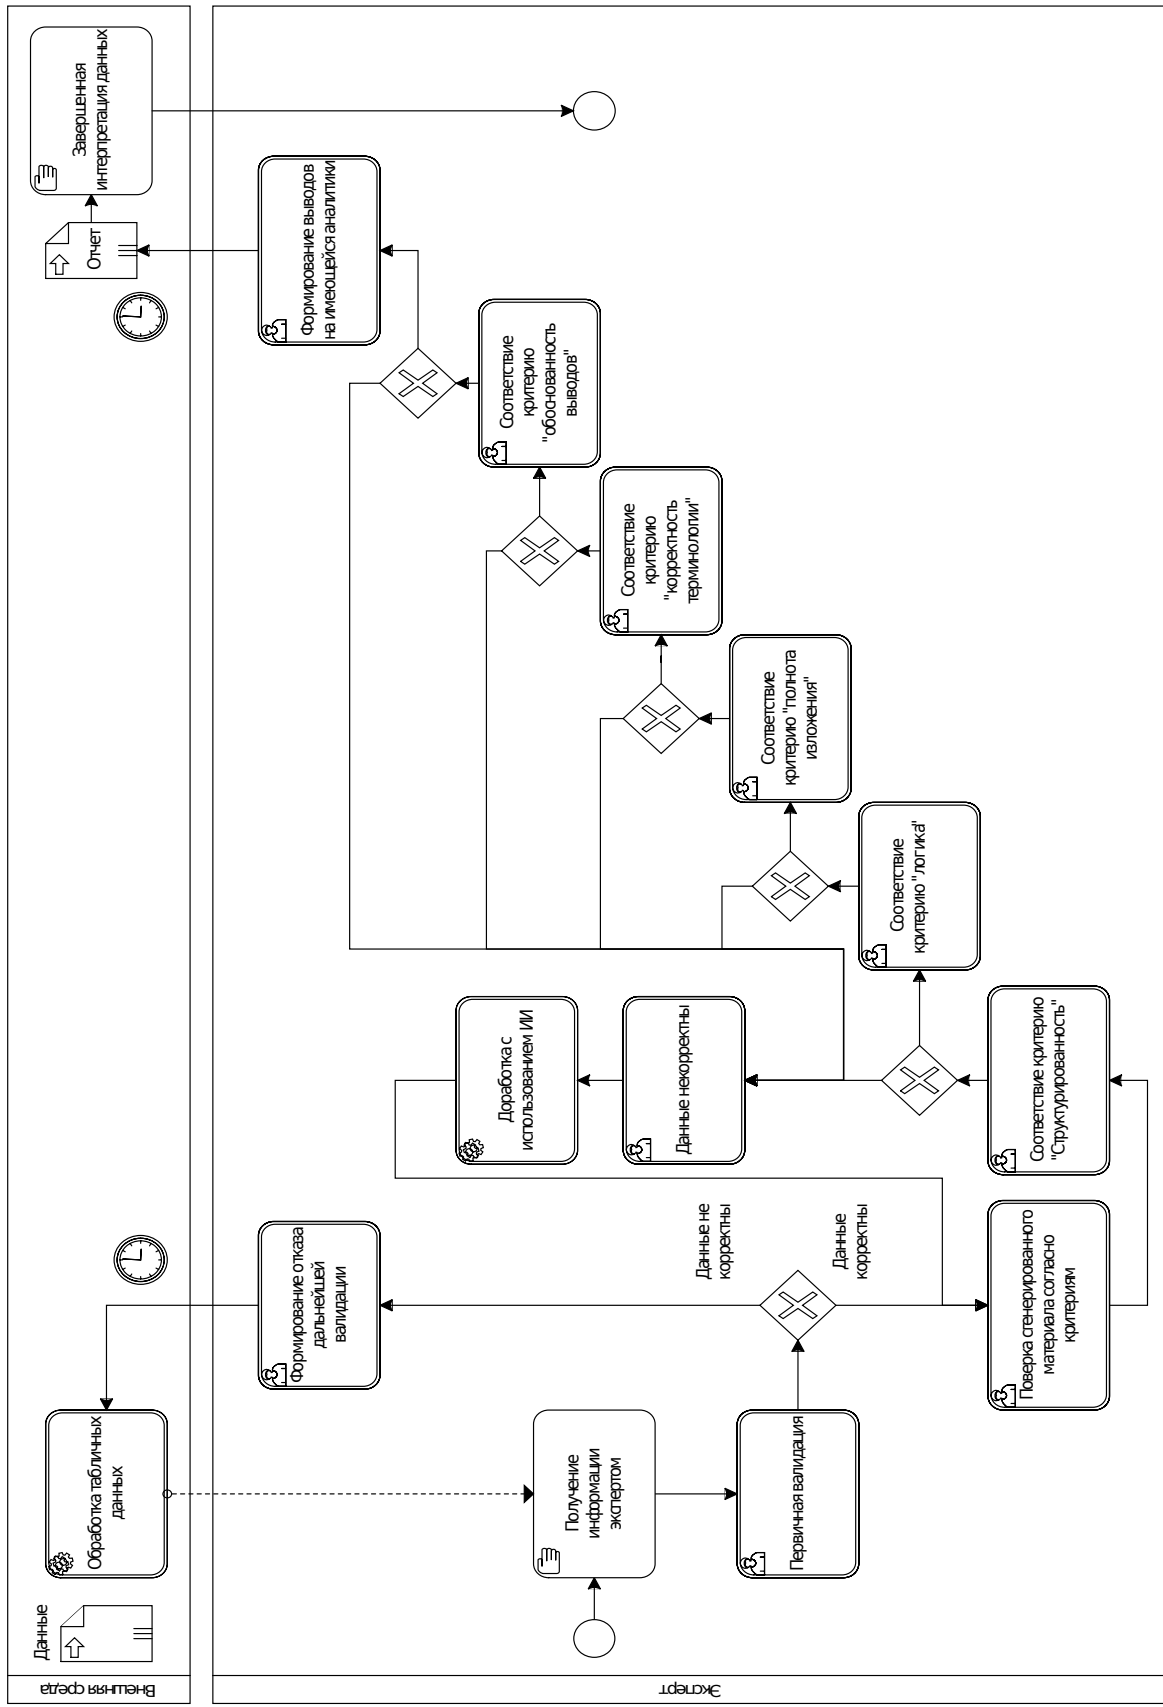 Внешняя среда
Данные
Обработка табличных
данных
Отчет
Завершенная
интерпретация данных
Эксперт
Получение
информации
экспертом
Первичная валидация
Формирование отказа
дальнейшей
валидации
Данные не
корректны
Данные
корректны
Поверка сгенерированного
материала согласно
критериям
Доработка с
использованием ИИ
Данные некорректны
Соответствие критерию
"Структурированность"
Соответствие
критерию "логика"
Соответствие
критерию "полнота
изложения"
Соответствие
критерию
"корректность
терминологии"
Соответствие
критерию
"обоснованность
выводов"
Формирование выводов
на имеющейся аналитики